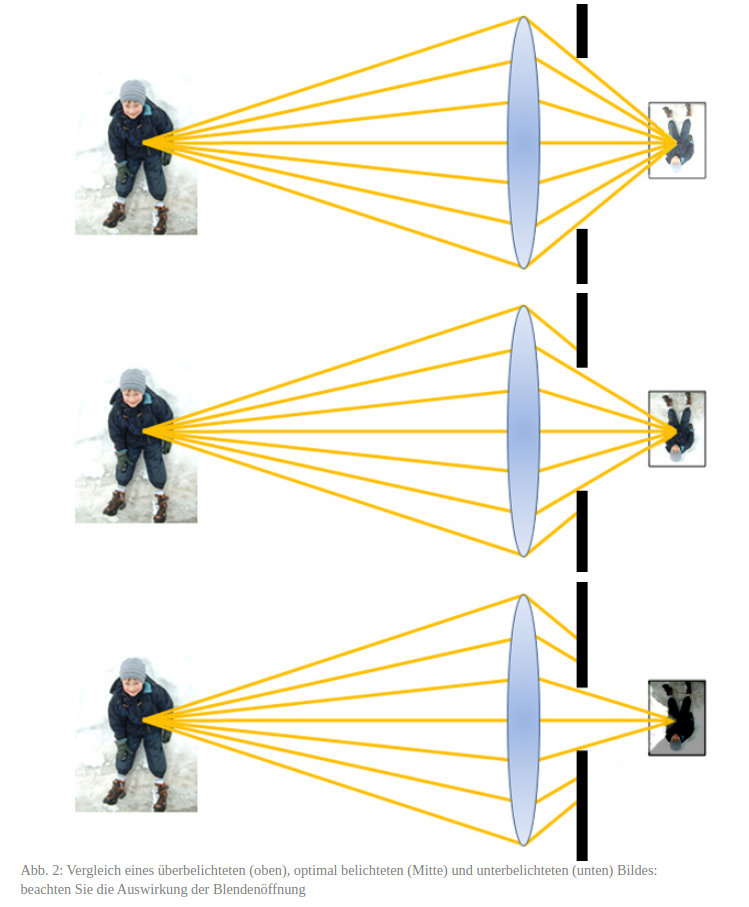 Abb. 2: Vergleich eines überbelichteten (oben), optimal belichteten (Mitte) und unterbelichteten (unten) Bildes:
beachten Sie die Auswirkung der Blendenöffnung